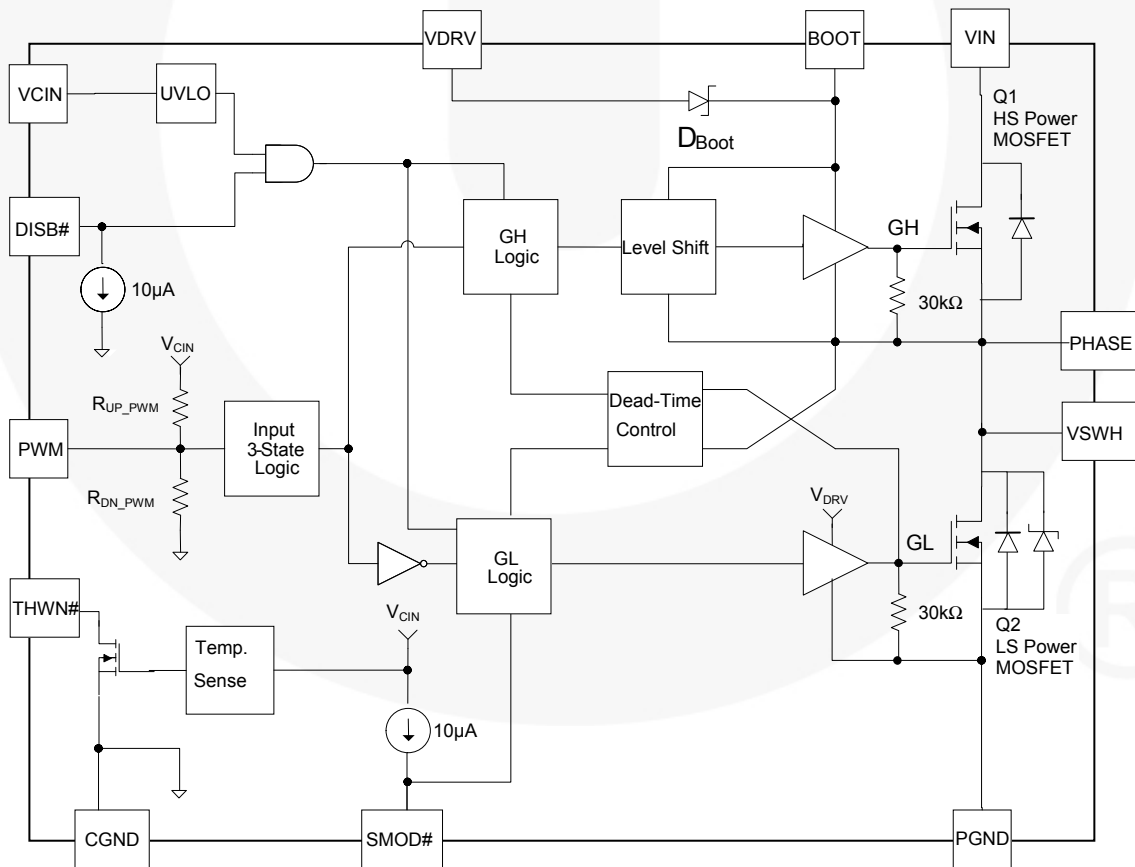 VDRV
BOOT
VIN
VCIN
UVLO
Q1
HS Power
MOSFET
DBoot
DISB#
GH
Logic
Level Shift
GH
10µA
30kΩ
VCIN
PHASE
RUP_PWM
Dead-Time
Control
PWM
Input
3-State
Logic
VSWH
RDN_PWM
VDRV
GL
Logic
GL
THWN#
VCIN
30kΩ
Temp.
Sense
Q2
LS Power
MOSFET
10µA
CGND
SMOD#
PGND
®